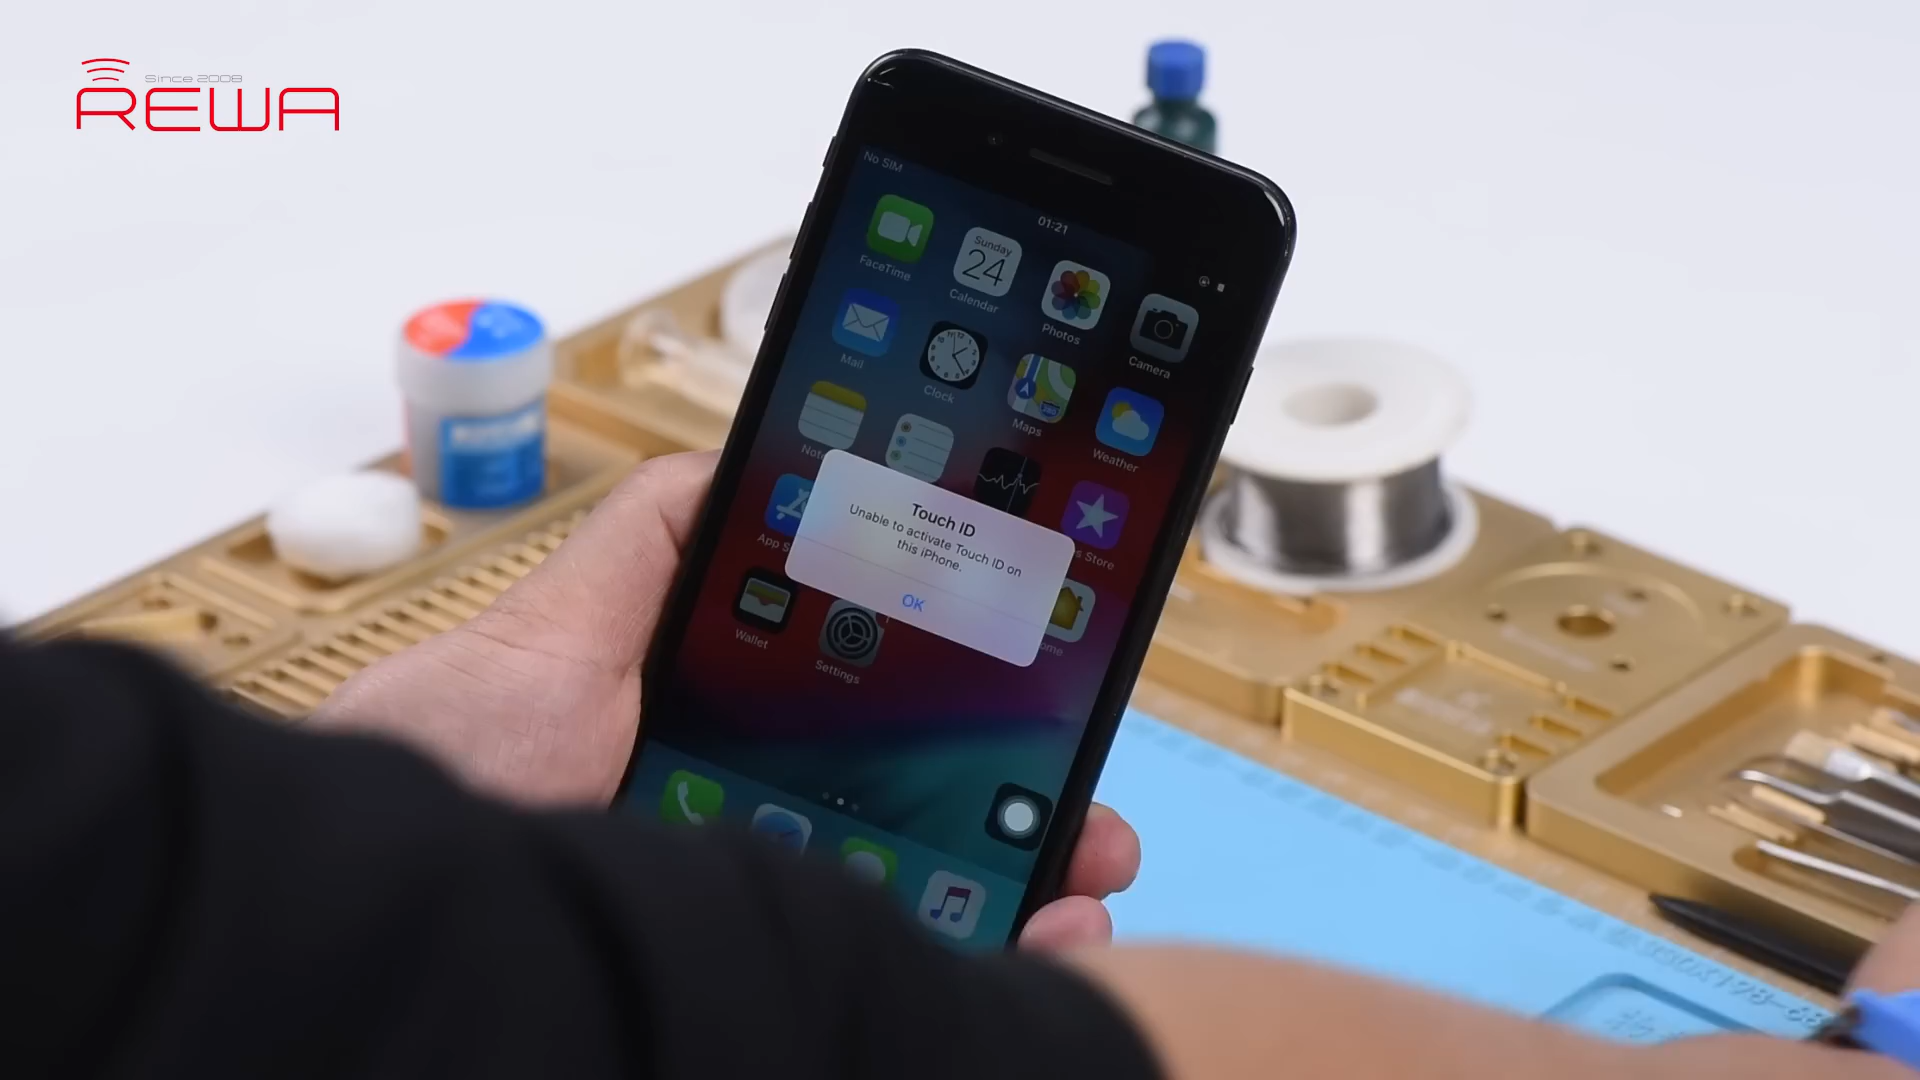 Since 2008
REWA
No SIM
01:21
FaceTime
Sunday
24
Calendar
Photos
Camera
Mail
Clock
Maps
Weather
Touch ID
Unable to activate Touch ID on
this iPhone.
OK
Wallet
Settings